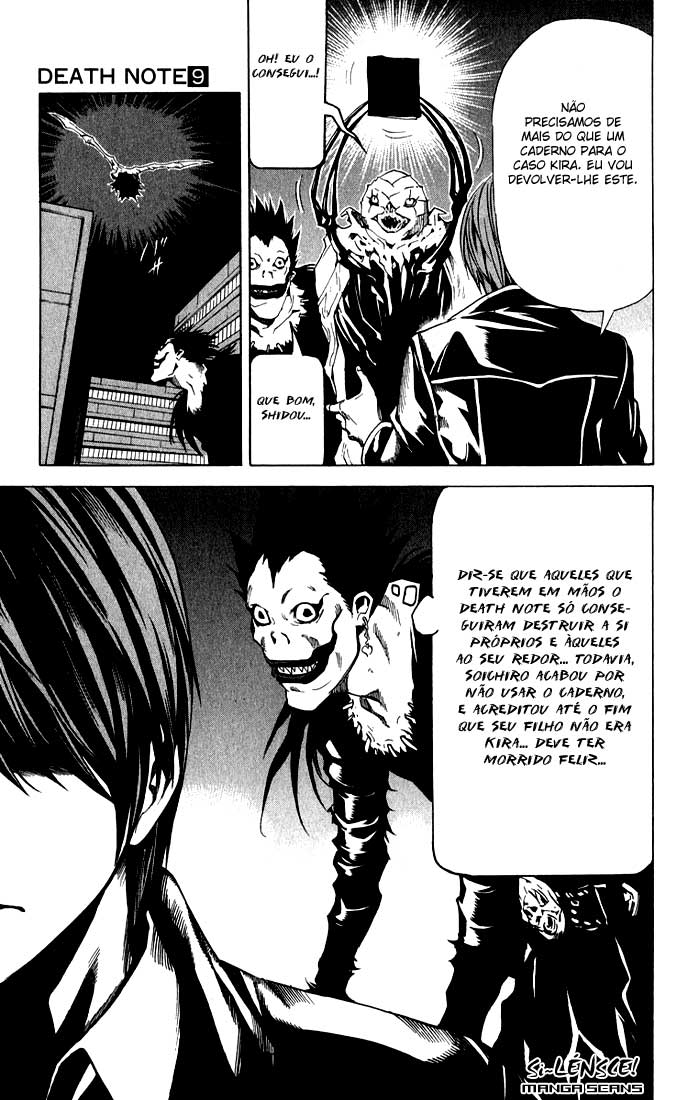 DEATH NOTE 9
NÃO
PRECISAMOS DE
MAIS DO QUE UM
CADERNO PARA O
CASO KIRA. EU VOU
DEVOLVER-LHE ESTE.
OH! EU O
CONSEGUI...!
QUE BOM,
SHIDOU...
DIZ-SE QUE AQUELES QUE
TIVEREM EM MÃOS O
DEATH NOTE SÓ CONSE-
GUIRAM DESTRUIR A SI
PRÓPRIOS E ÀQUELES
AO SEU REDOR... TODAVIA,
SOICHIRO ACABOU POR
NÃO USAR O CADERNO,
E ACREDITOU ATÉ O FIM
QUE SEU FILHO NÃO ERA
KIRA... DEVE TER
MORRIDO FELIZ...
Si~LÉNSCE!
MANGA SCANS